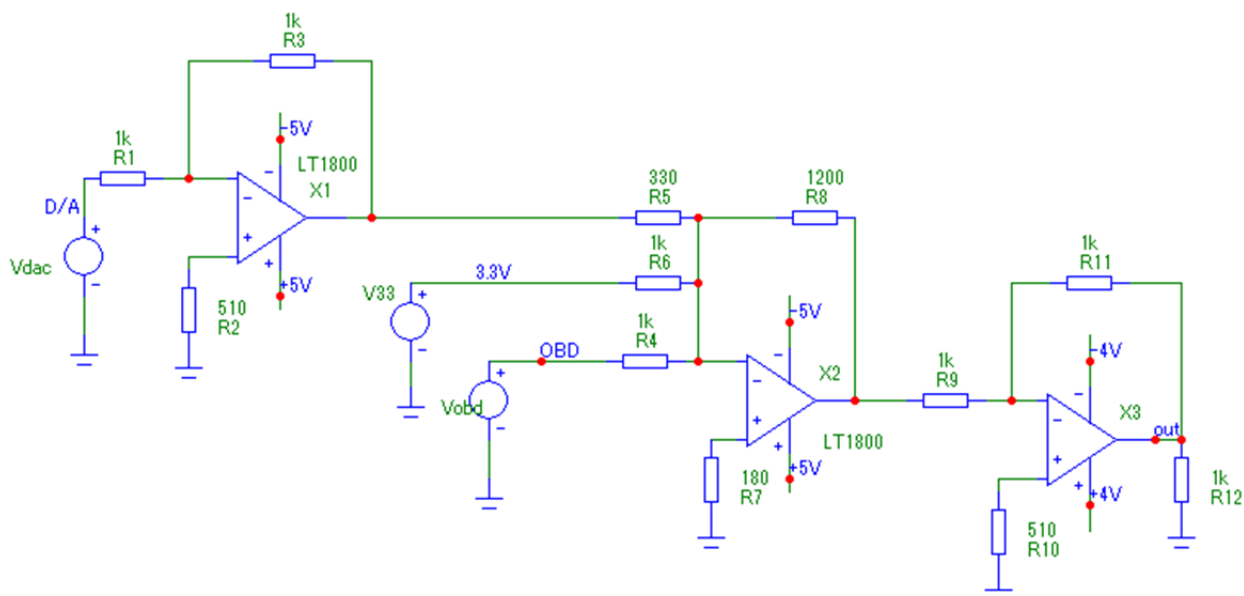 1k
R3
-5V
1k
R1
LT1800
X1
D/A
Vdac
+5V
510
R2
330
R5
1200
R8
1k
R6
3.3V
V33
1k
R4
OBD
Vobd
-5V
X2
LT1800
+5V
180
R7
1k
R9
1k
R11
-4V
X3
out
+4V
510
R10
1k
R12